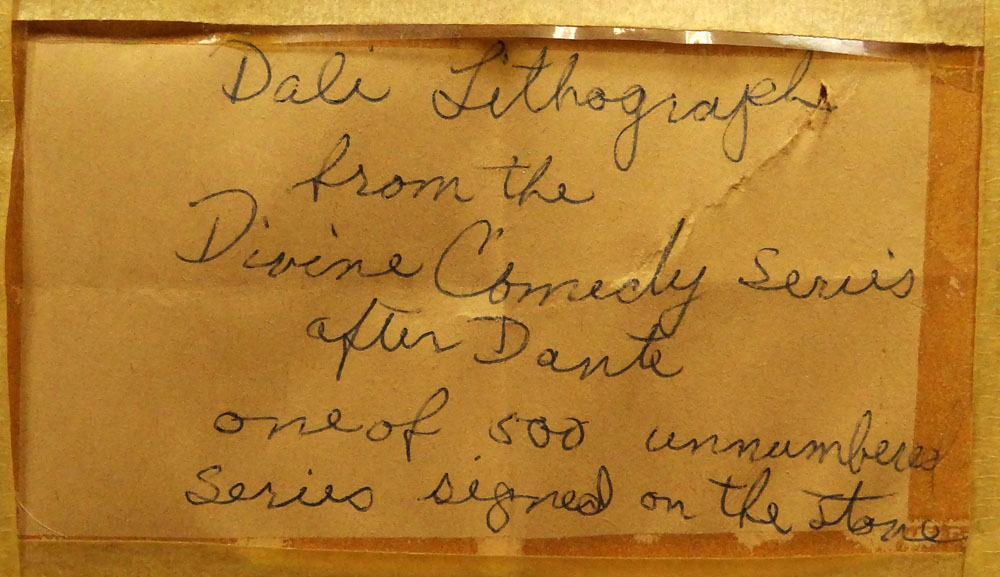 Dali Lithograph
from the
Divine Comedy Series
after Dante
one of 500 unnumbered
Series signed on the stone